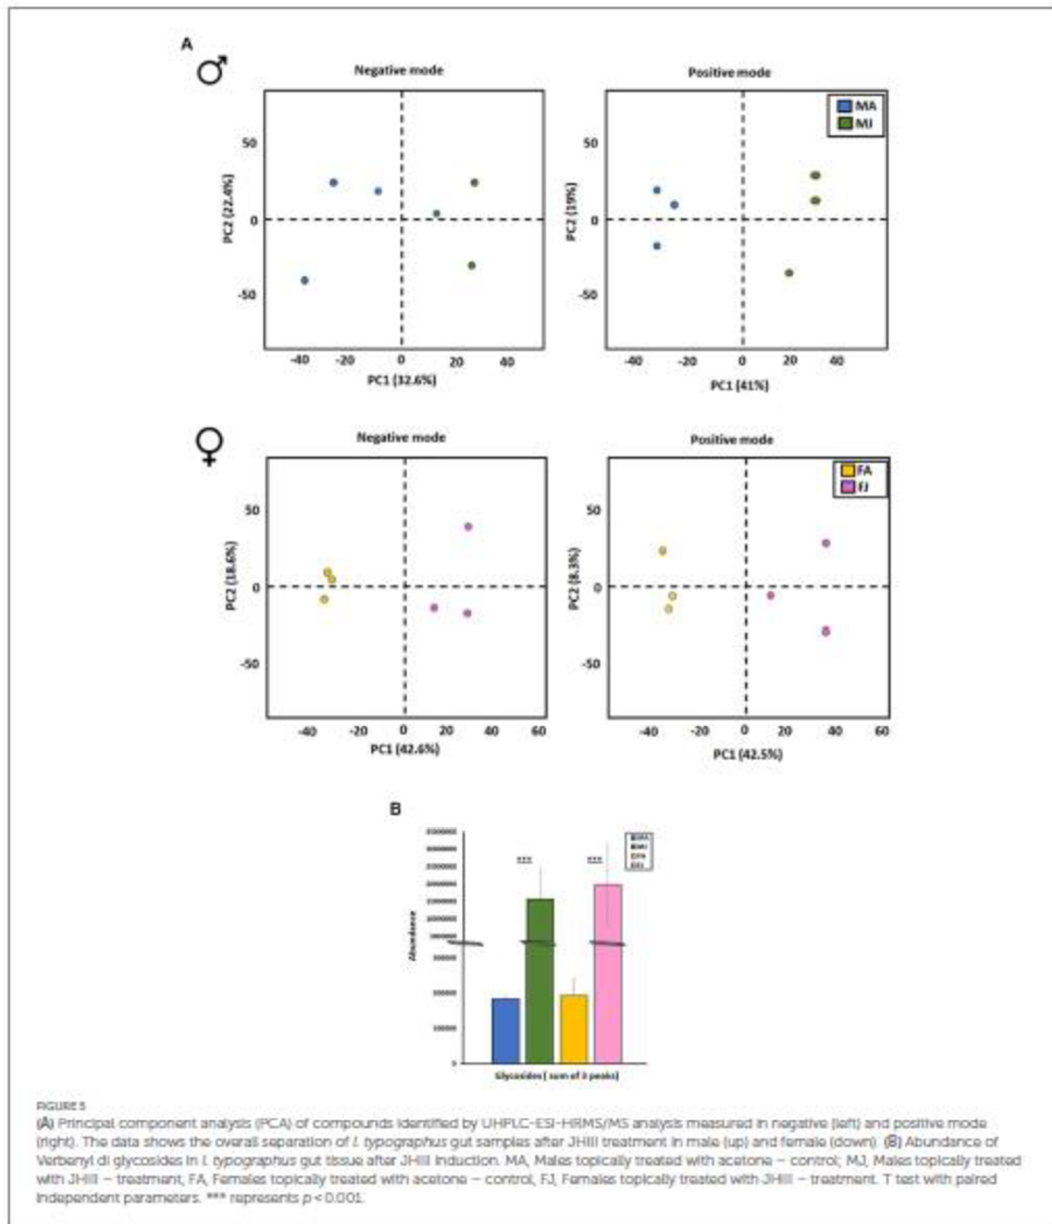 A
Negative mode
Positive mode
MA
MJ
50
0
-50
PC2 (22.4%)
-40 -20 0 20 40
PC1 (32.6%)
50
0
-50
PC2 (19%)
-40 -20 0 20 40
PC1 (41%)
Negative mode
Positive mode
FA
FJ
50
0
-50
PC2 (18.6%)
-40 -20 0 20 40 60
PC1 (42.6%)
50
0
-50
PC2 (8.3%)
-40 -20 0 20 40 60
PC1 (42.5%)
B
Abundance
***
***
100000
0
Glycosides ( sum of 3 peaks)
FIGURE 5
(A) Principal component analysis (PCA) of compounds identified by UHPLC-ESI-HRMS/MS analysis measured in negative (left) and positive mode
(right). The data shows the overall separation of I. typographus gut samples after JHIII treatment in male (up) and female (down). (B) Abundance of
Verbenyl di glycosides in I. typographus gut tissue after JHIII induction. MA, Males topically treated with acetone – control; MJ, Males topically treated
with JHIII – treatment; FA, Females topically treated with acetone – control, FJ, Females topically treated with JHIII – treatment. T test with paired
independent parameters. *** represents p < 0.001.